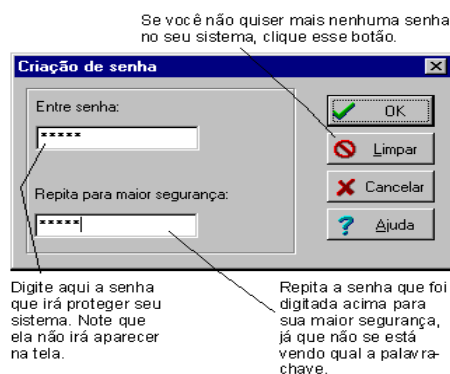 Se você não quiser mais nenhuma senha
no seu sistema, clique esse botão.
Criação de senha
Entre senha:
*****
OK
Limpar
Repita para maior segurança:
*****
Cancelar
Ajuda
Digite aqui a senha
que irá proteger seu
sistema. Note que
ela não irá aparecer
na tela.
Repita a senha que foi
digitada acima para
sua maior segurança,
já que não se está
vendo qual a palavra-
chave.